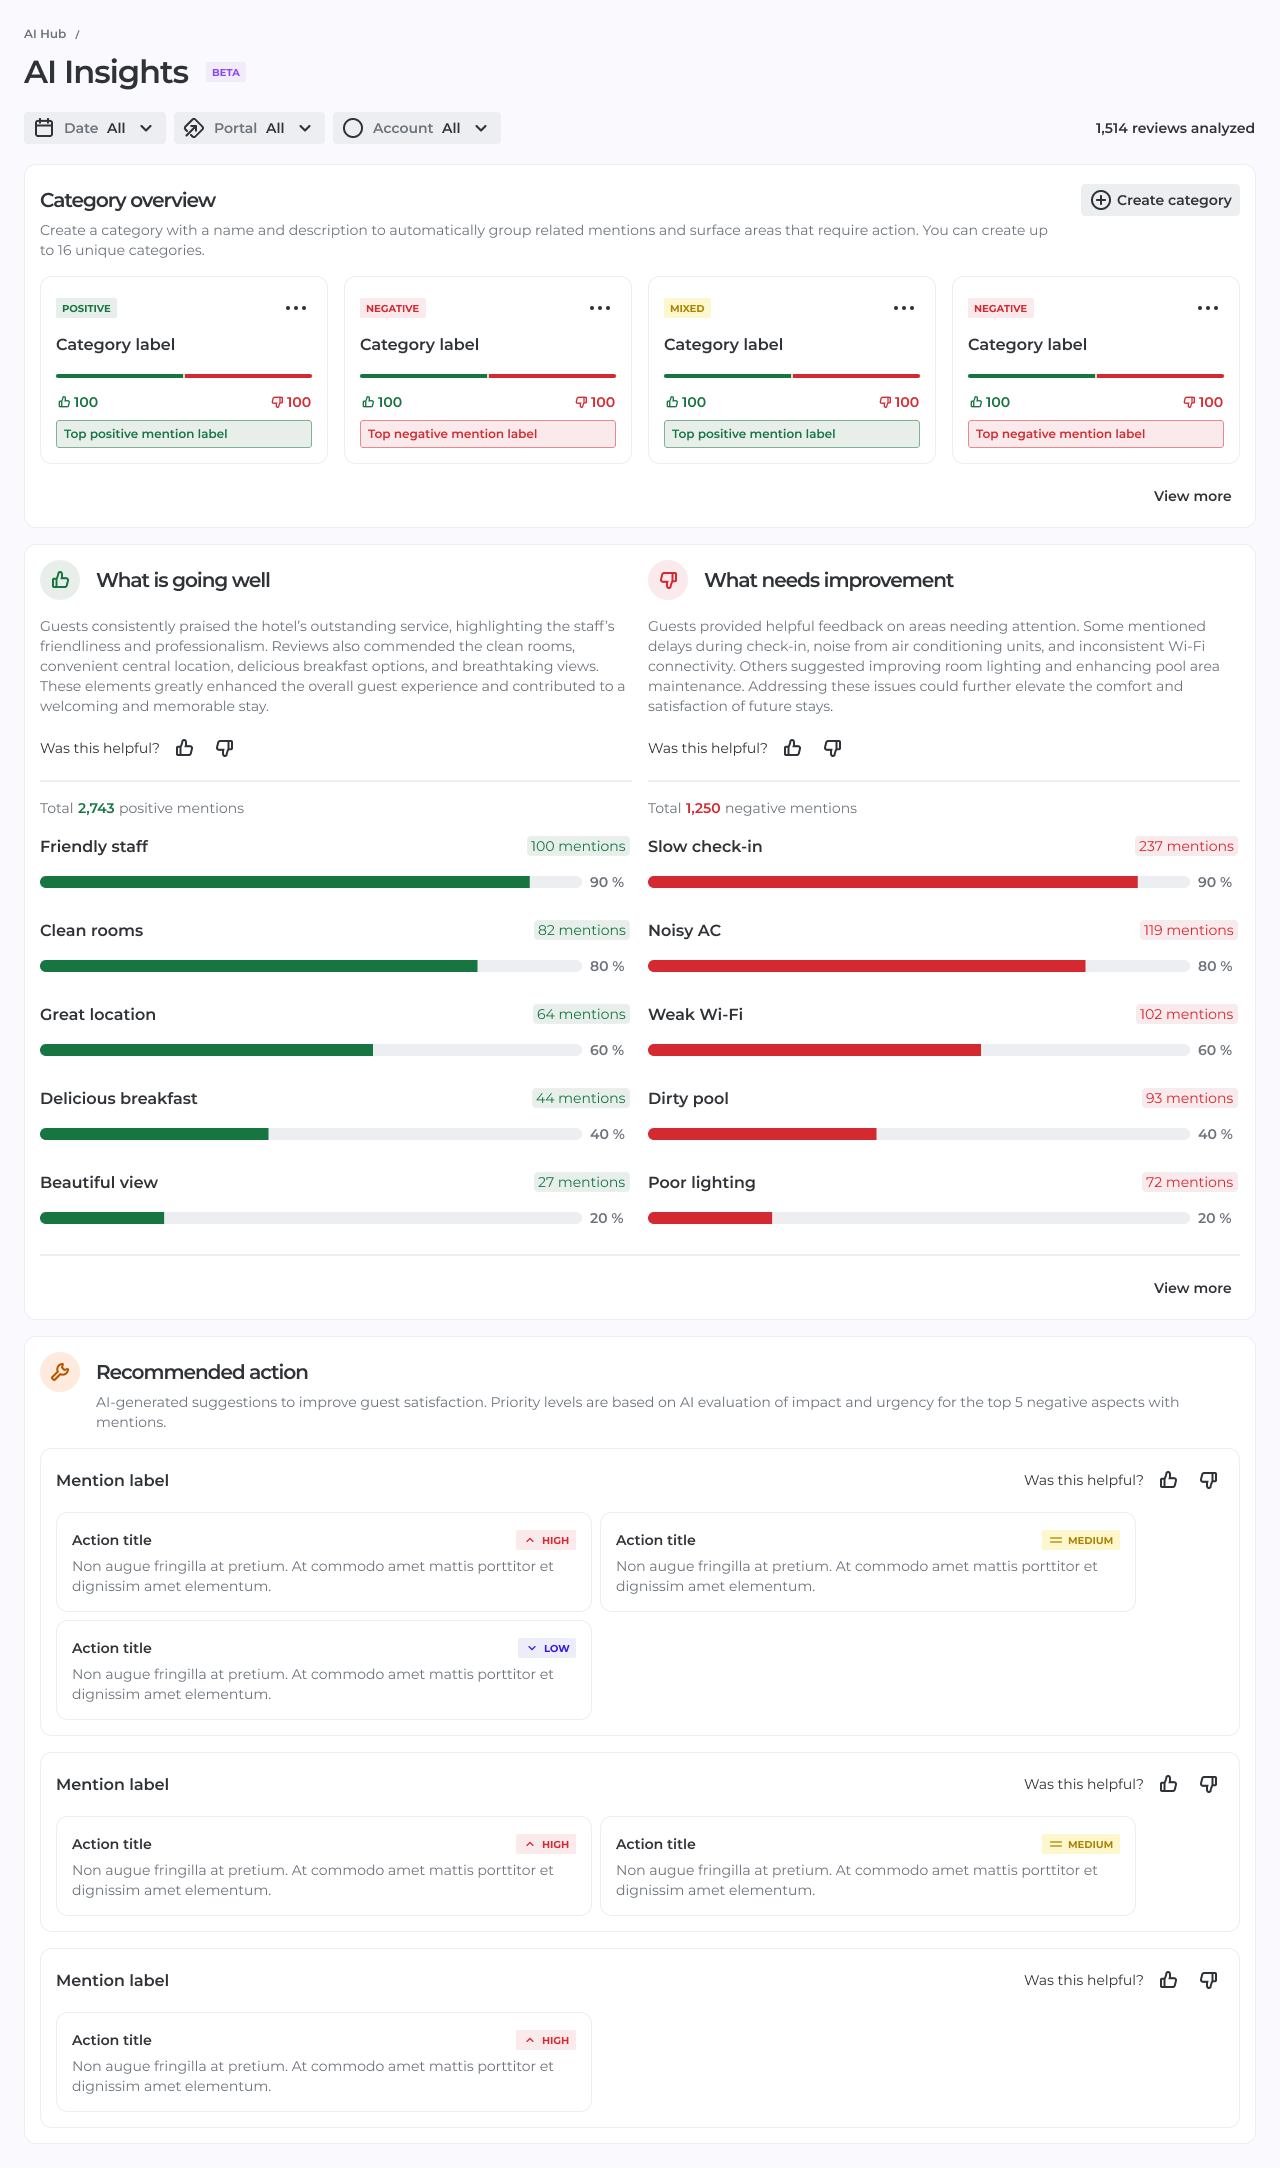 AI Hub /
AI Insights BETA
Date All Portal All Account All 1,514 reviews analyzed
Category overview Create category
Create a category with a name and description to automatically group related mentions and surface areas that require action. You can create up
to 16 unique categories.
POSITIVE
Category label
100 100
Top positive mention label
NEGATIVE
Category label
100 100
Top negative mention label
MIXED
Category label
100 100
Top positive mention label
NEGATIVE
Category label
100 100
Top negative mention label
View more
What is going well
Guests consistently praised the hotel’s outstanding service, highlighting the staff’s
friendliness and professionalism. Reviews also commended the clean rooms,
convenient central location, delicious breakfast options, and breathtaking views.
These elements greatly enhanced the overall guest experience and contributed to a
welcoming and memorable stay.
Was this helpful?
Total 2,743 positive mentions
Friendly staff 100 mentions
90 %
Clean rooms 82 mentions
80 %
Great location 64 mentions
60 %
Delicious breakfast 44 mentions
40 %
Beautiful view 27 mentions
20 %
What needs improvement
Guests provided helpful feedback on areas needing attention. Some mentioned
delays during check-in, noise from air conditioning units, and inconsistent Wi-Fi
connectivity. Others suggested improving room lighting and enhancing pool area
maintenance. Addressing these issues could further elevate the comfort and
satisfaction of future stays.
Was this helpful?
Total 1,250 negative mentions
Slow check-in 237 mentions
90 %
Noisy AC 119 mentions
80 %
Weak Wi-Fi 102 mentions
60 %
Dirty pool 93 mentions
40 %
Poor lighting 72 mentions
20 %
View more
Recommended action
AI-generated suggestions to improve guest satisfaction. Priority levels are based on AI evaluation of impact and urgency for the top 5 negative aspects with
mentions.
Mention label Was this helpful?
Action title HIGH
Non augue fringilla at pretium. At commodo amet mattis porttitor et
dignissim amet elementum.
Action title MEDIUM
Non augue fringilla at pretium. At commodo amet mattis porttitor et
dignissim amet elementum.
Action title LOW
Non augue fringilla at pretium. At commodo amet mattis porttitor et
dignissim amet elementum.
Mention label Was this helpful?
Action title HIGH
Non augue fringilla at pretium. At commodo amet mattis porttitor et
dignissim amet elementum.
Action title MEDIUM
Non augue fringilla at pretium. At commodo amet mattis porttitor et
dignissim amet elementum.
Mention label Was this helpful?
Action title HIGH
Non augue fringilla at pretium. At commodo amet mattis porttitor et
dignissim amet elementum.